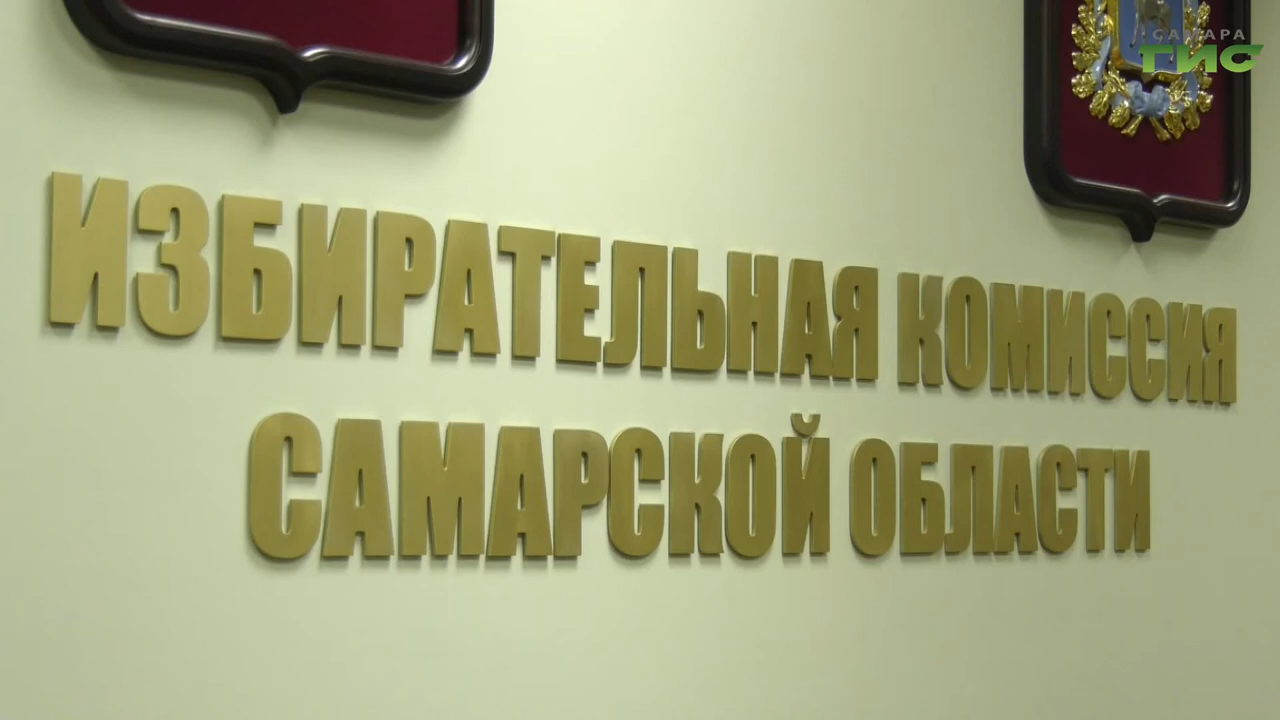 САМАРА
ГИС
ИЗБИРАТЕЛЬНАЯ КОМИССИЯ
САМАРСКОЙ ОБЛАСТИ